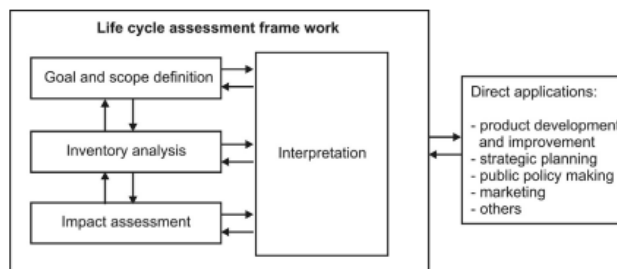 Life cycle assessment frame work
Goal and scope definition
Inventory analysis
Impact assessment
Interpretation
Direct applications:
- product development
and improvement
- strategic planning
- public policy making
- marketing
- others